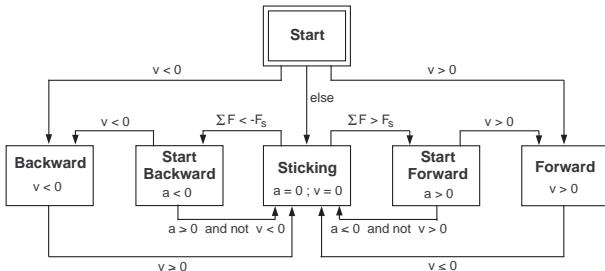 Start
v < 0
v > 0
else
v < 0
ΣF < -Fs
ΣF > Fs
v > 0
Backward
v < 0
Start
Backward
a < 0
Sticking
a = 0 ; v = 0
Start
Forward
a > 0
Forward
v > 0
a ≥ 0 and not v < 0
a ≤ 0 and not v > 0
v ≥ 0
v ≤ 0